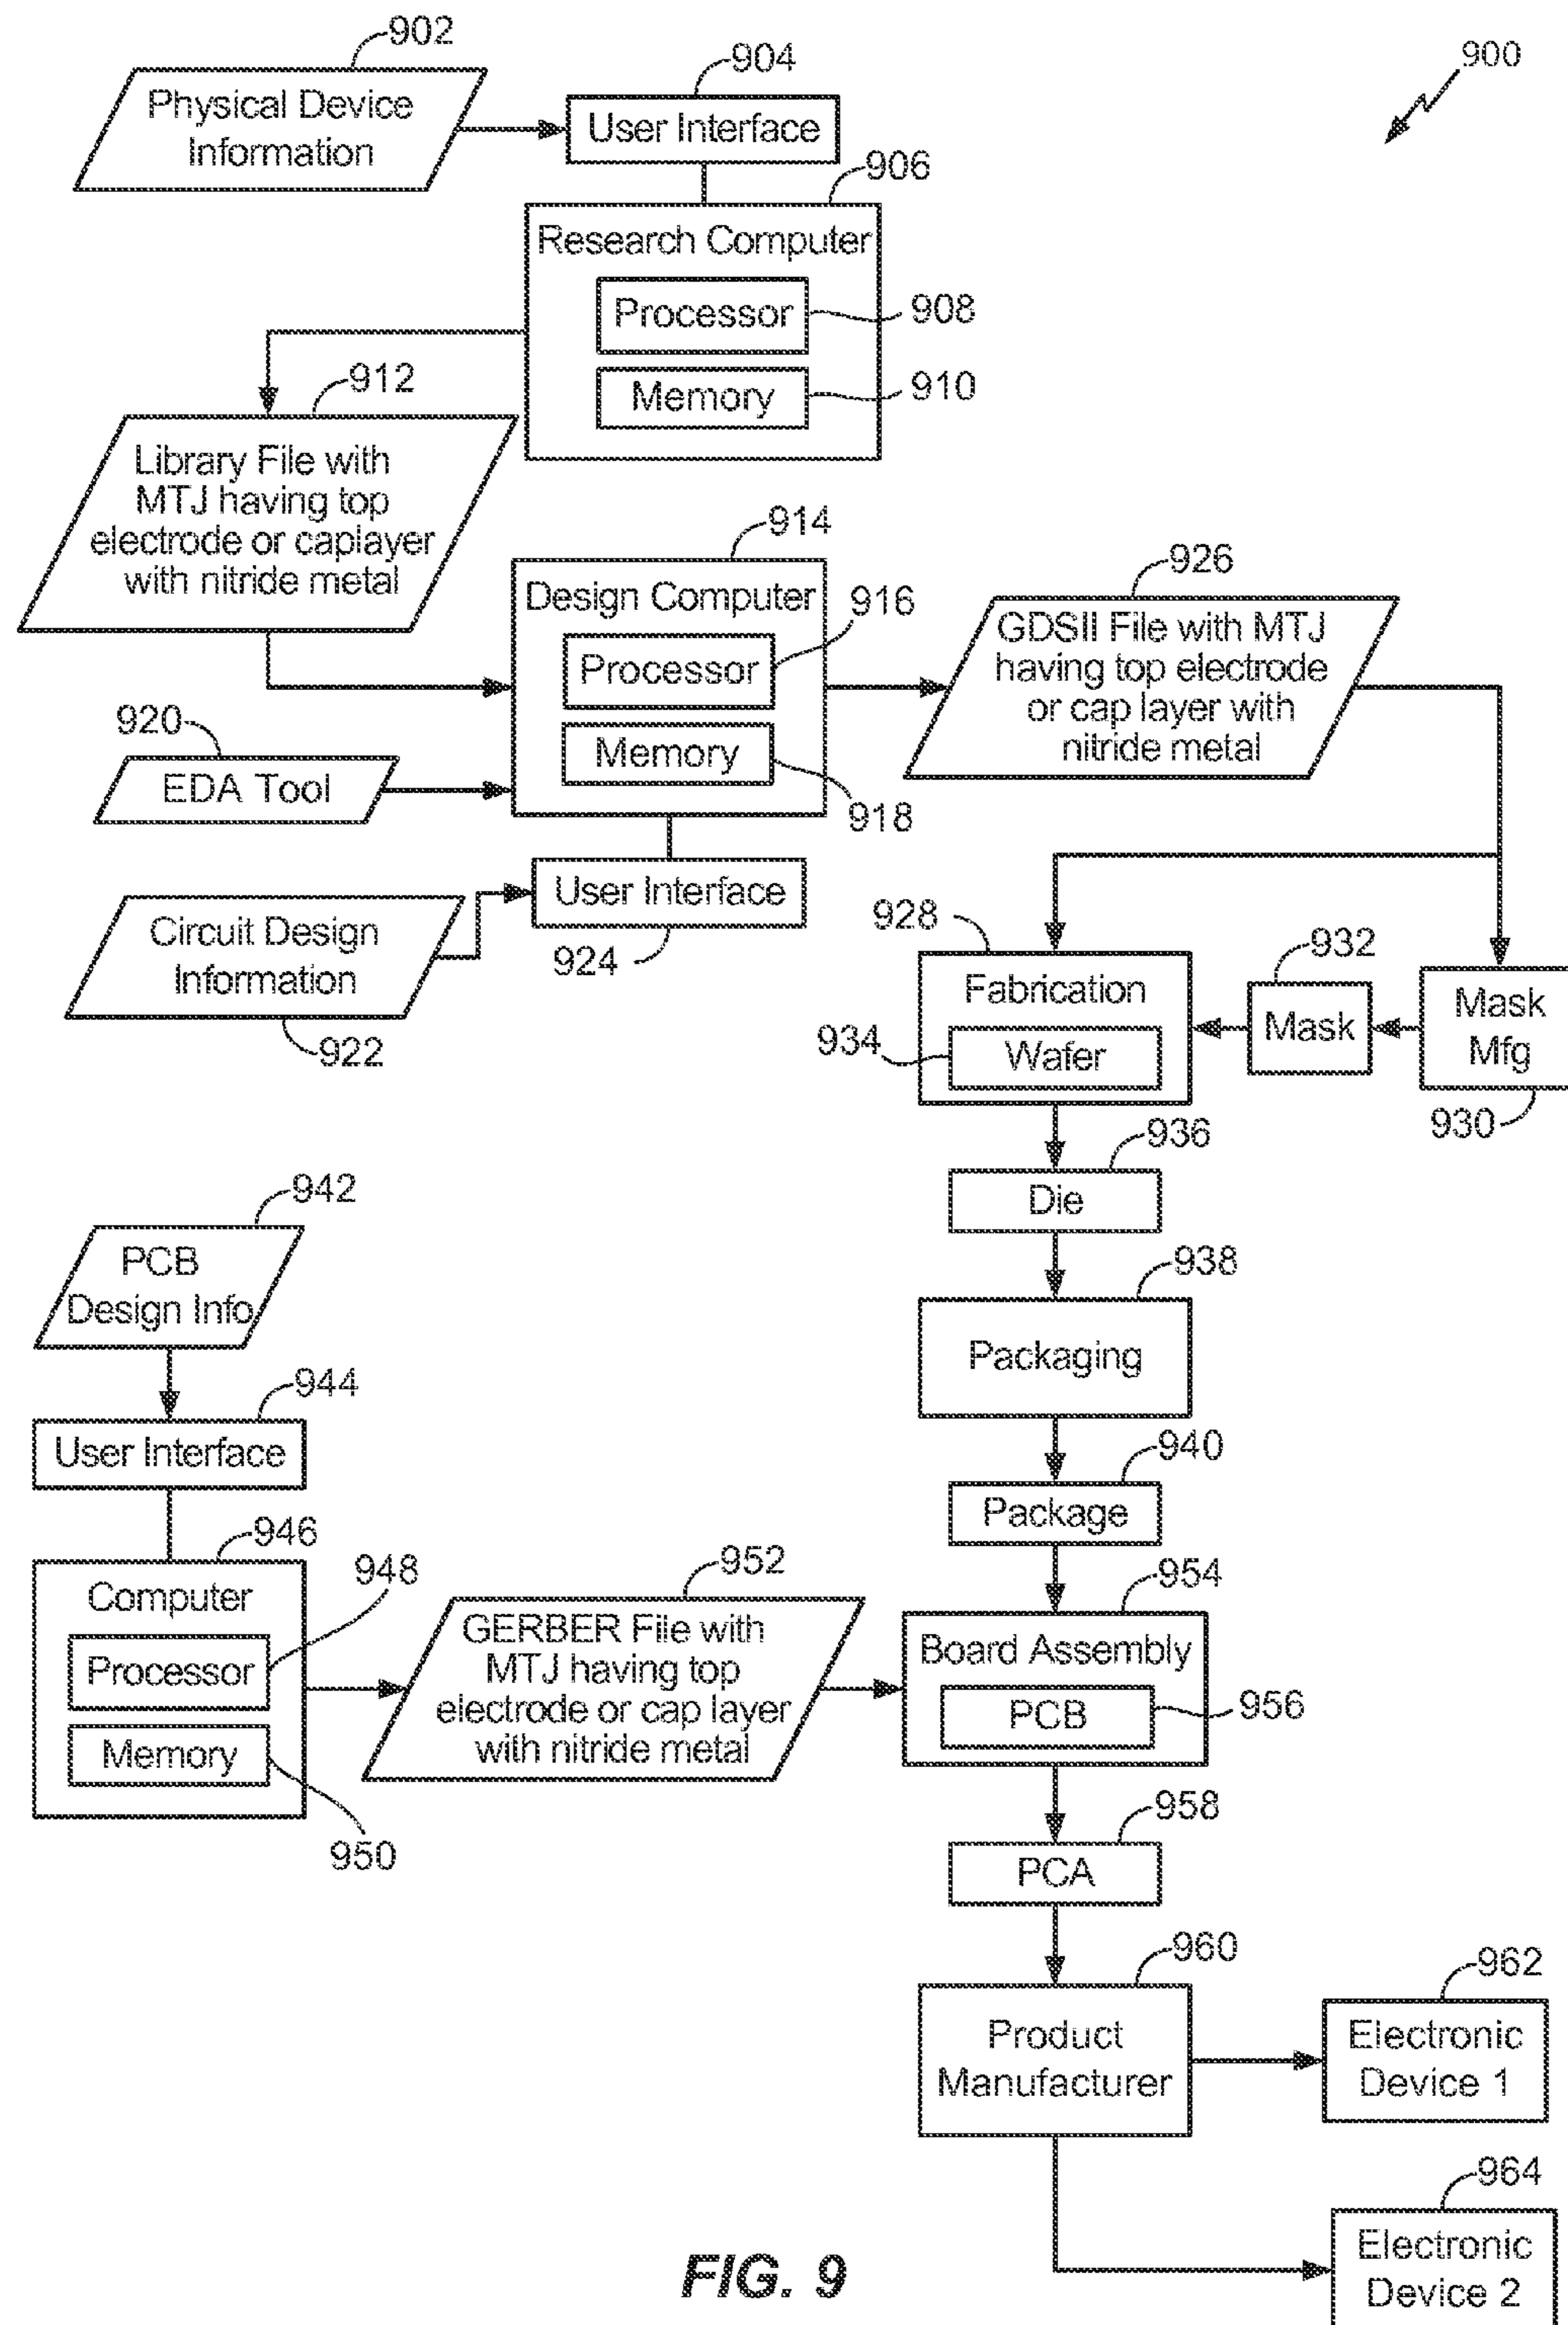 902
Physical Device
Information
904
User Interface
900
906
Research Computer
Processor
908
Memory
910
912
Library File with
MTJ having top
electrode or caplayer
with nitride metal
914
Design Computer
Processor
916
Memory
918
920
EDA Tool
User Interface
924
Circuit Design
Information
922
926
GDSII File with MTJ
having top electrode
or cap layer with
nitride metal
928
Fabrication
934
Wafer
932
Mask
Mask
Mfg
930
936
Die
938
Packaging
940
Package
942
PCB
Design Info
944
User Interface
946
Computer
948
Processor
Memory
950
952
GERBER File with
MTJ having top
electrode or cap layer
with nitride metal
954
Board Assembly
PCB
956
958
PCA
960
Product
Manufacturer
962
Electronic
Device 1
964
Electronic
Device 2
FIG. 9